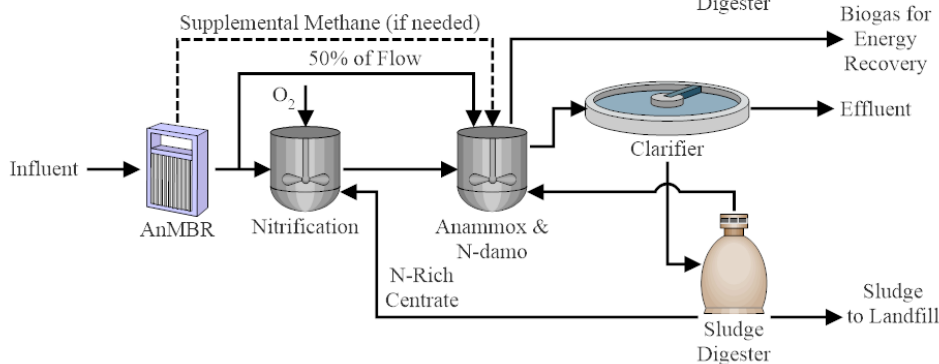 Digester
Supplemental Methane (if needed)
Biogas for
Energy
Recovery
50% of Flow
O2
Effluent
Clarifier
Influent
AnMBR
Nitrification
Anammox &
N-damo
N-Rich
Centrate
Sludge
to Landfill
Sludge
Digester